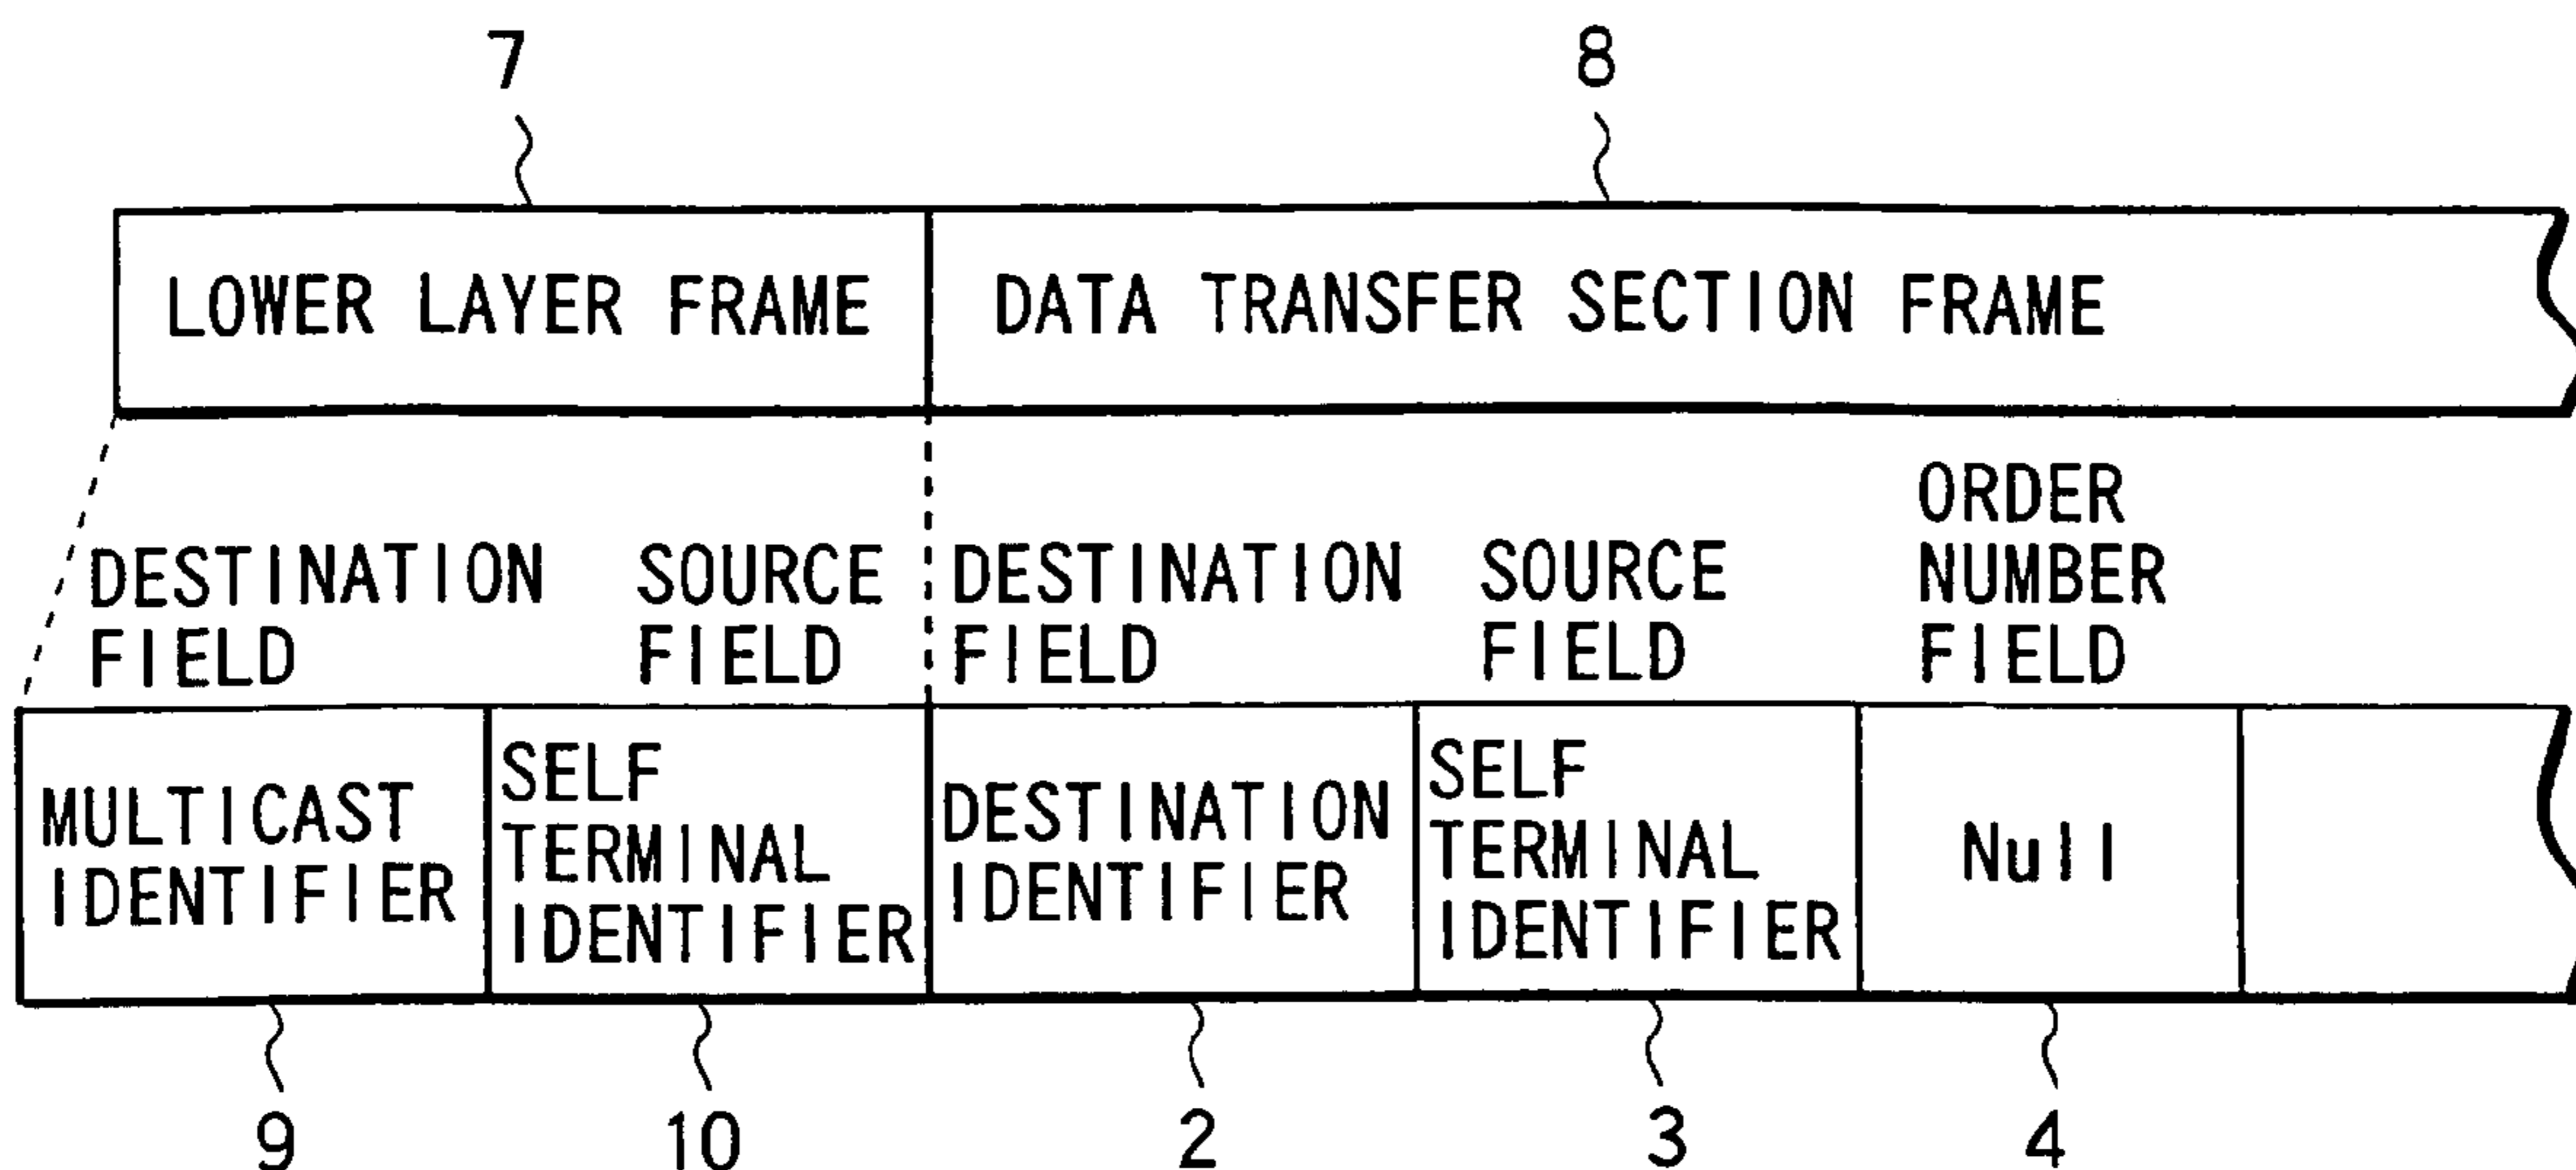 7
8
LOWER LAYER FRAME
DATA TRANSFER SECTION FRAME
DESTINATION
FIELD
SOURCE
FIELD
DESTINATION
FIELD
SOURCE
FIELD
ORDER
NUMBER
FIELD
MULTICAST
IDENTIFIER
SELF
TERMINAL
IDENTIFIER
DESTINATION
IDENTIFIER
SELF
TERMINAL
IDENTIFIER
Null
9
10
2
3
4